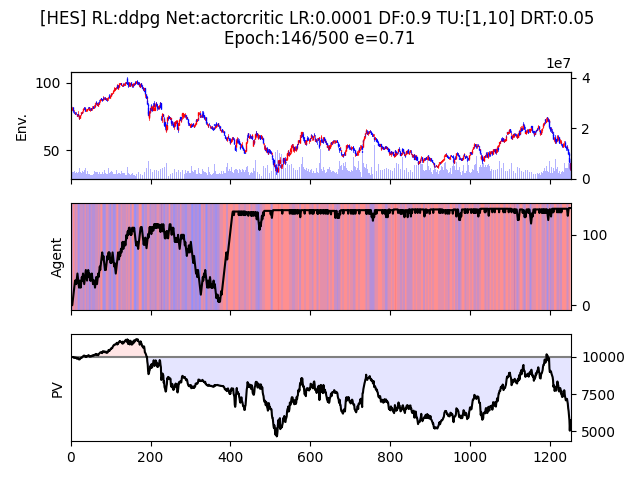 [HES] RL:ddpg Net:actorcritic LR:0.0001 DF:0.9 TU:[1,10] DRT:0.05
Epoch:146/500 e=0.71
1e7
100
50
Env.
4
2
0
Agent
100
0
PV
10000
7500
5000
0
200
400
600
800
1000
1200